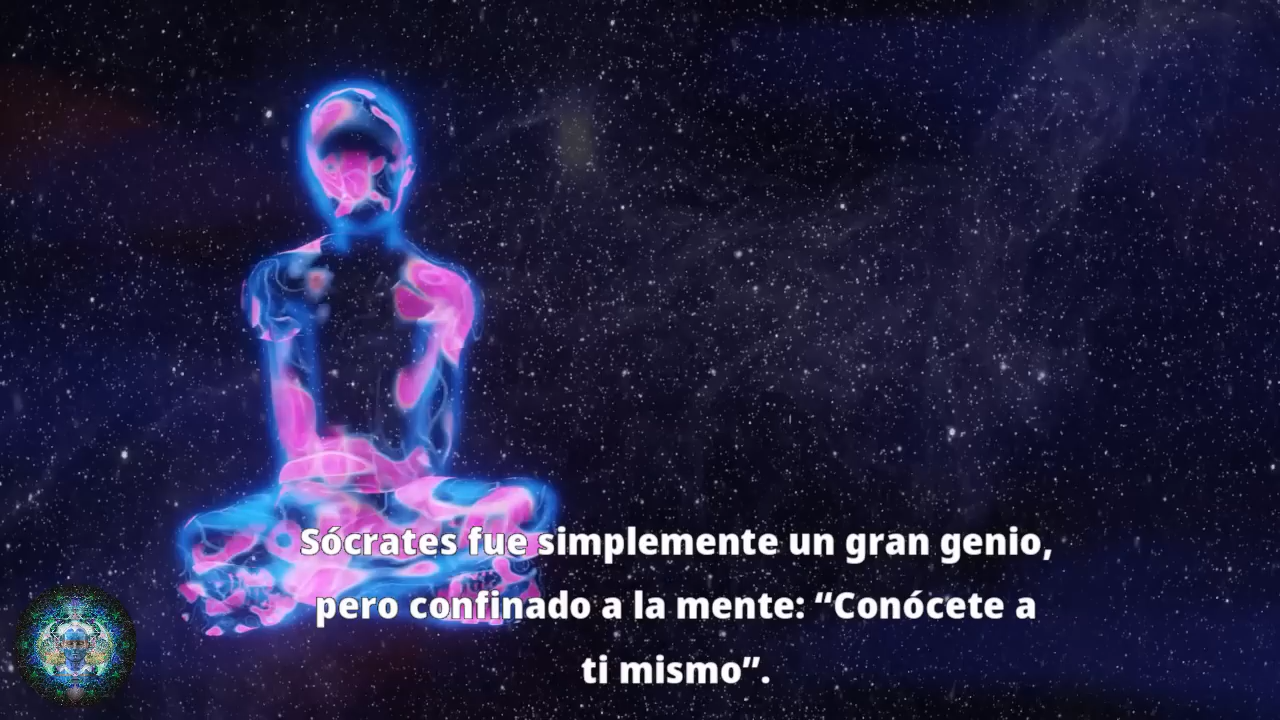 Sócrates fue simplemente un gran genio,
pero confinado a la mente: “Conócete a
ti mismo”.